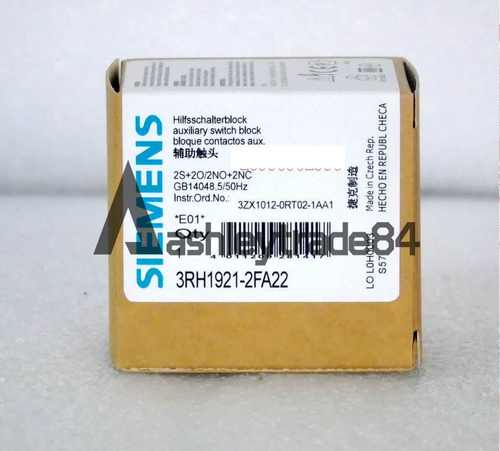 SIEMENS
Hilfsschalterblock
auxiliary switch block
bloque contactos aux.
辅助触头
2S+2O/2NO+2NC
GB14048.5/50Hz
Instr.Ord.No.:
3ZX1012-0RT02-1AA1
*E01*
Qty
3RH1921-2FA22
捷克制造
Made in Czech Rep.
HECHO EN REPUBL CHECA
LO
S57
ashleytrade84